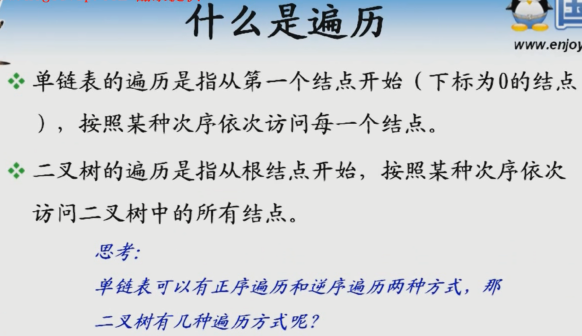 什么是遍历
www.enjoy
单链表的遍历是指从第一个结点开始（下标为0的结点
），按照某种次序依次访问每一个结点。
二叉树的遍历是指从根结点开始，按照某种次序依次
访问二叉树中的所有结点。
思考：
单链表可以有正序遍历和逆序遍历两种方式，那
二叉树有几种遍历方式呢？